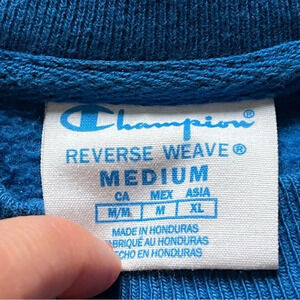 Champion®
REVERSE WEAVE®
MEDIUM
CA MEX ASIA
M/M M XL
MADE IN HONDURAS
FABRIQUÉ AU HONDURAS
HECHO EN HONDURAS